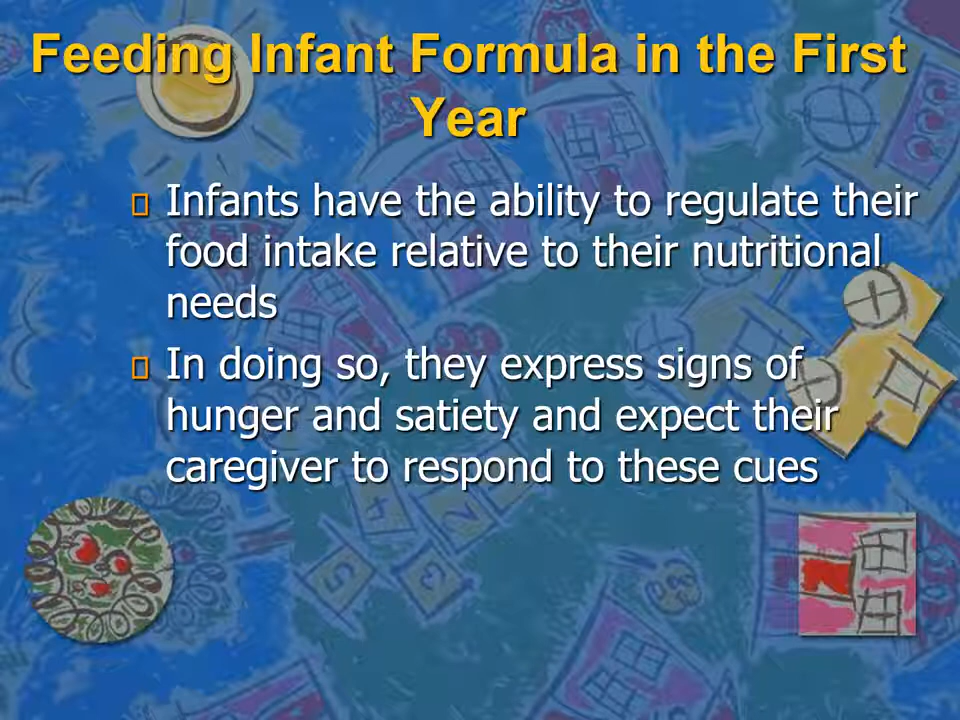 Feeding Infant Formula in the First
Year
Infants have the ability to regulate their
food intake relative to their nutritional
needs
In doing so, they express signs of
hunger and satiety and expect their
caregiver to respond to these cues